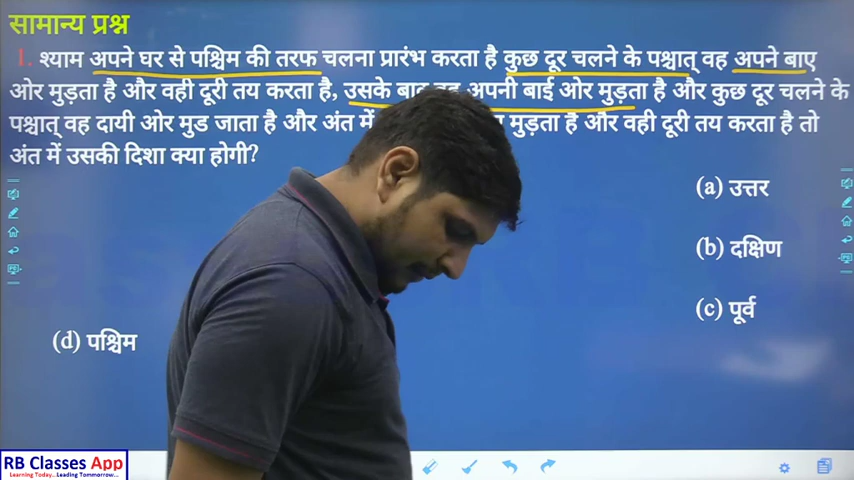 सामान्य प्रश्न
1. श्याम अपने घर से पश्चिम की तरफ चलना प्रारंभ करता है कुछ दूर चलने के पश्चात् वह अपने बाए
ओर मुड़ता है और वही दूरी तय करता है, उसके बाद वह अपनी बाई ओर मुड़ता है और कुछ दूर चलने के
पश्चात् वह दायी ओर मुड जाता है और अंत में मुड़ता है और वही दूरी तय करता है तो
अंत में उसकी दिशा क्या होगी?
(a) उत्तर
(b) दक्षिण
(c) पूर्व
(d) पश्चिम
RB Classes App
Learning Today...Leading Tommorrow...